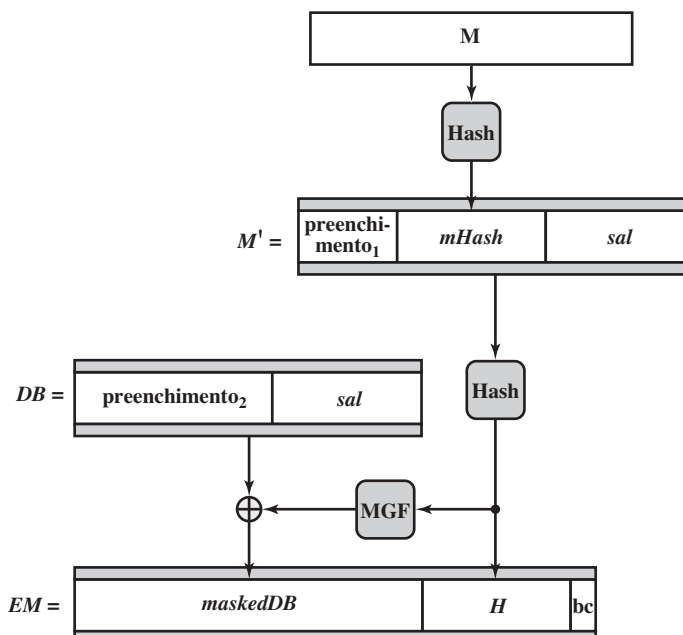 M
Hash
M' =
preenchi-
mento1
mHash
sal
DB =
preenchimento2
sal
Hash
MGF
EM =
maskedDB
H
bc